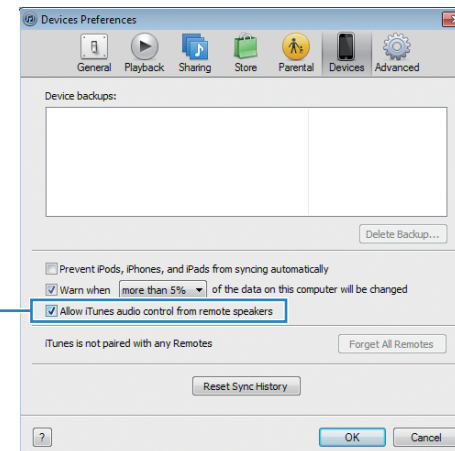 Devices Preferences
General Playback Sharing Store Parental Devices Advanced
Device backups:
Delete Backup...
Prevent iPods, iPhones, and iPads from syncing automatically
Warn when more than 5% of the data on this computer will be changed
Allow iTunes audio control from remote speakers
iTunes is not paired with any Remotes Forget All Remotes
Reset Sync History
? OK Cancel